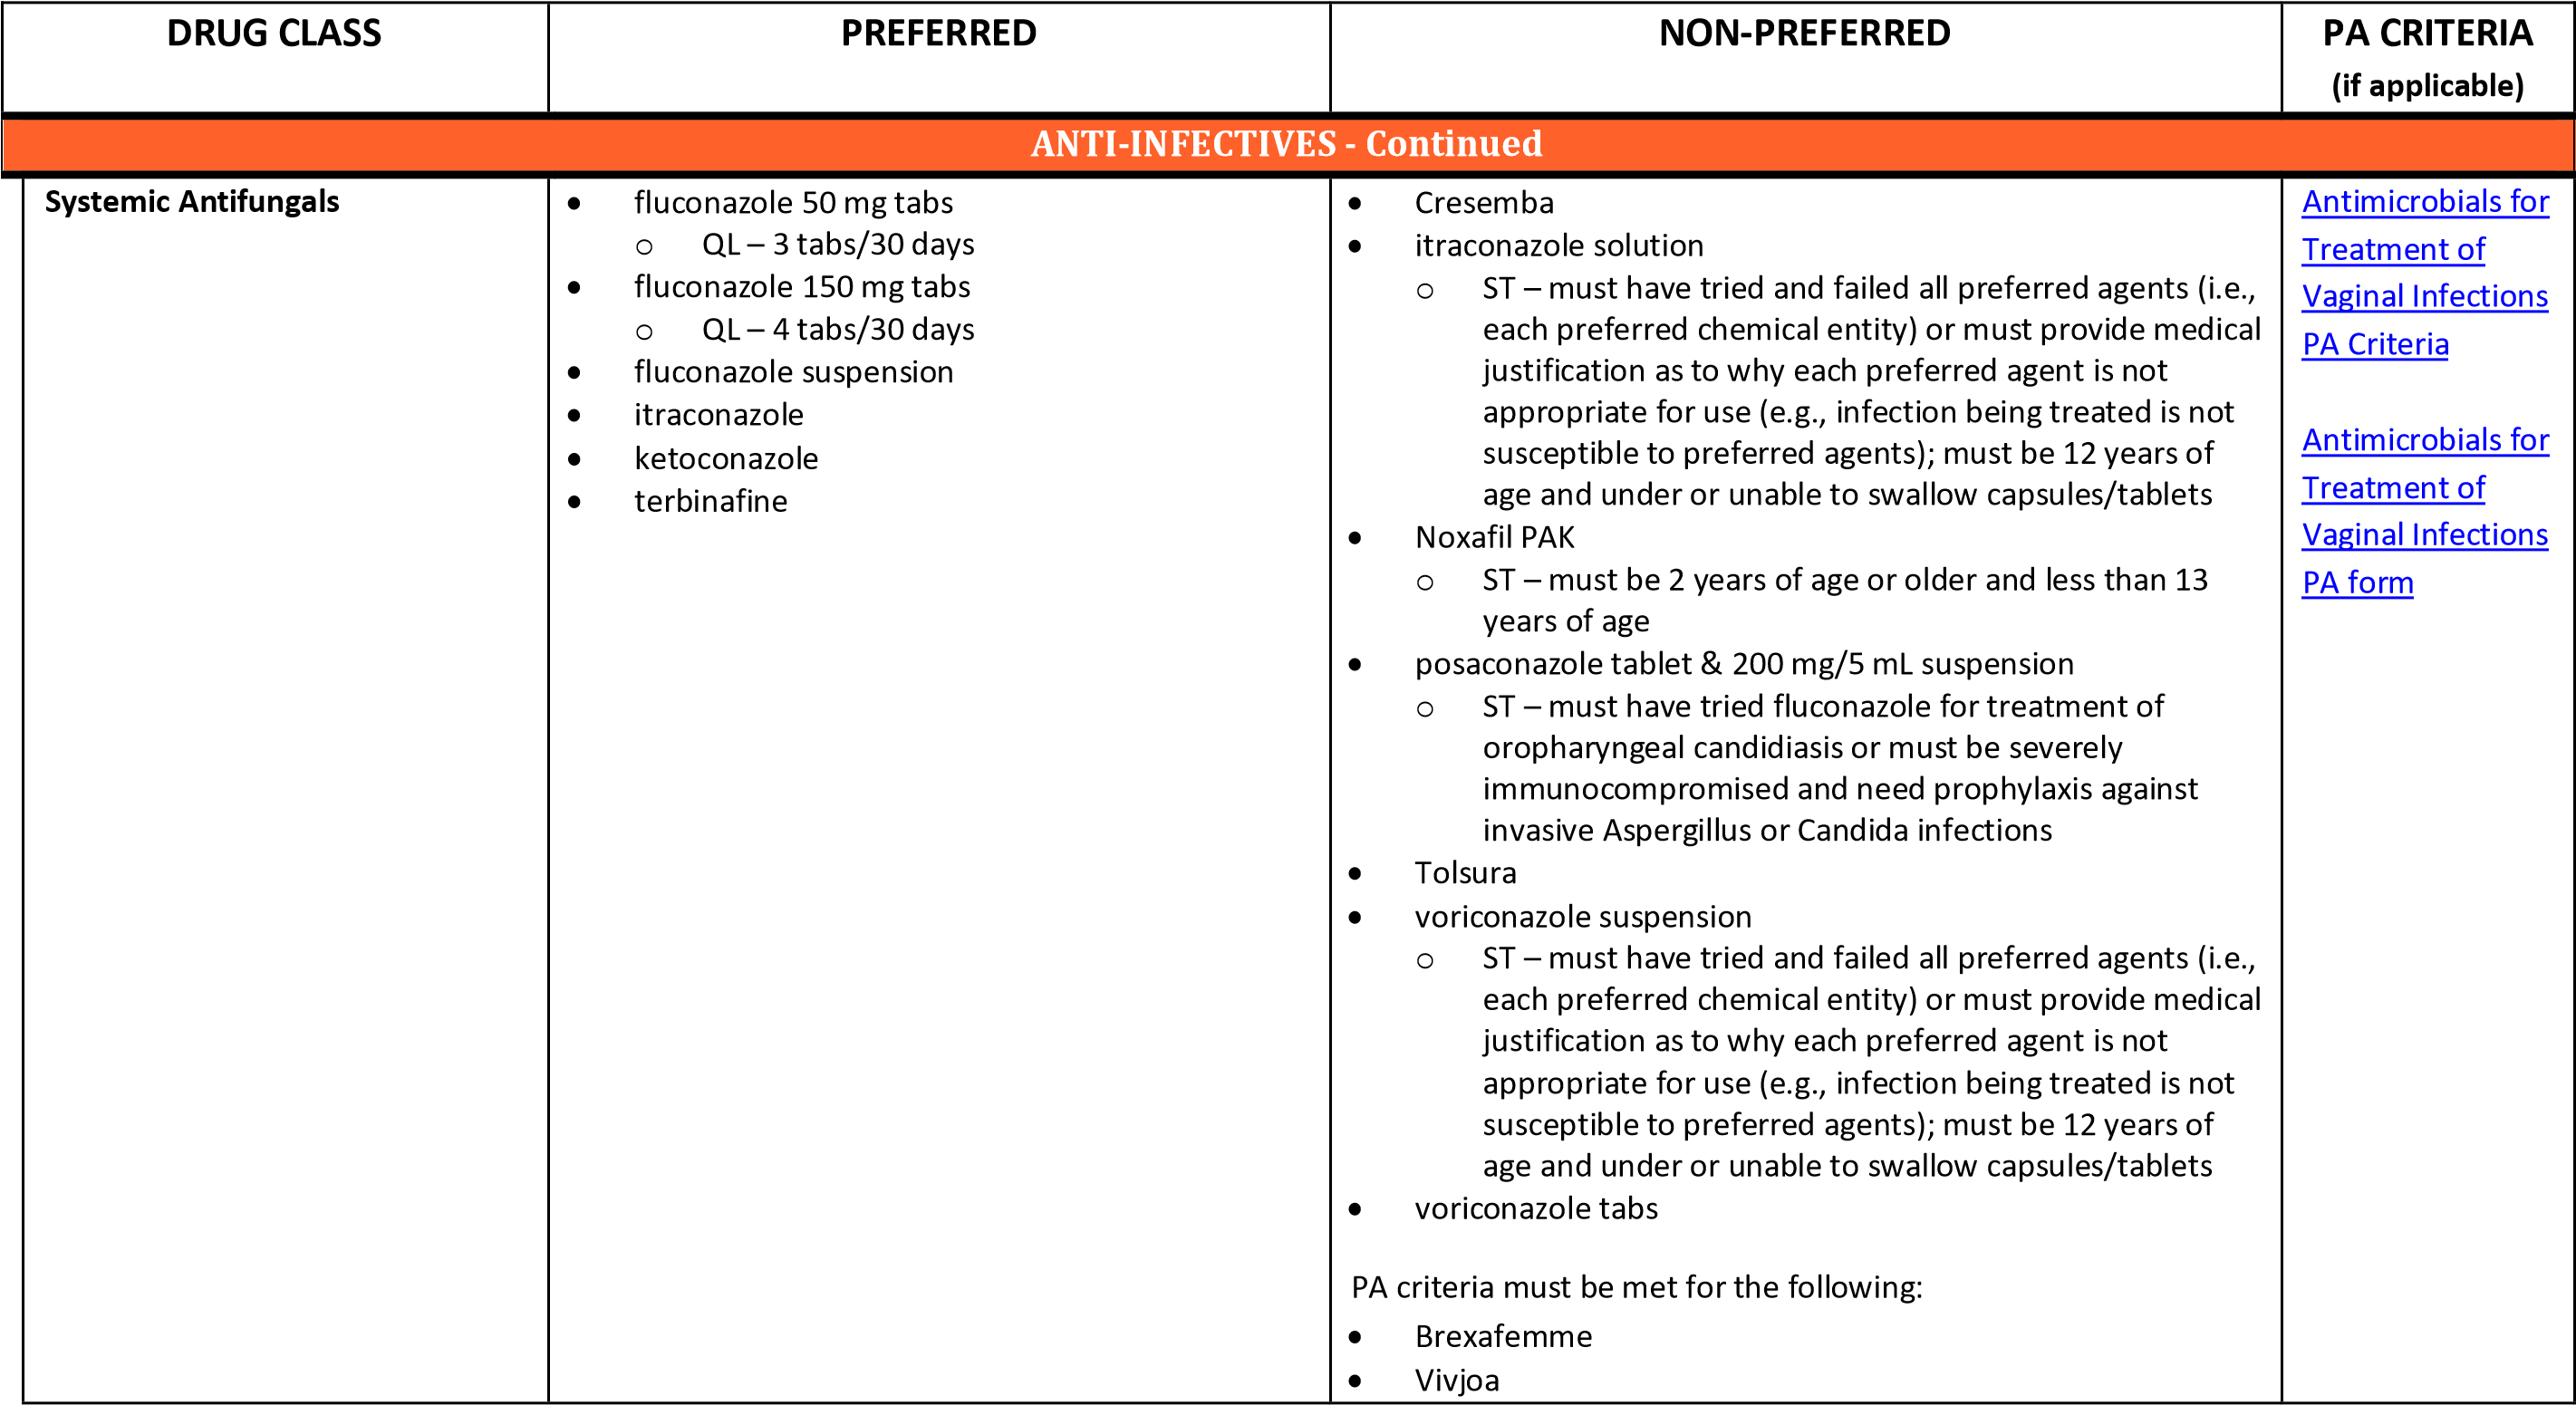 DRUG CLASS
PREFERRED
NON-PREFERRED
PA CRITERIA
(if applicable)
ANTI-INFECTIVES - Continued
Systemic Antifungals
• fluconazole 50 mg tabs
o QL – 3 tabs/30 days
• fluconazole 150 mg tabs
o QL – 4 tabs/30 days
• fluconazole suspension
• itraconazole
• ketoconazole
• terbinafine
• Cresemba
• itraconazole solution
o ST – must have tried and failed all preferred agents (i.e.,
each preferred chemical entity) or must provide medical
justification as to why each preferred agent is not
appropriate for use (e.g., infection being treated is not
susceptible to preferred agents); must be 12 years of
age and under or unable to swallow capsules/tablets
• Noxafil PAK
o ST – must be 2 years of age or older and less than 13
years of age
• posaconazole tablet & 200 mg/5 mL suspension
o ST – must have tried fluconazole for treatment of
oropharyngeal candidiasis or must be severely
immunocompromised and need prophylaxis against
invasive Aspergillus or Candida infections
• Tolsura
• voriconazole suspension
o ST – must have tried and failed all preferred agents (i.e.,
each preferred chemical entity) or must provide medical
justification as to why each preferred agent is not
appropriate for use (e.g., infection being treated is not
susceptible to preferred agents); must be 12 years of
age and under or unable to swallow capsules/tablets
• voriconazole tabs
PA criteria must be met for the following:
• Brexafemme
• Vivjoa
Antimicrobials for
Treatment of
Vaginal Infections
PA Criteria
Antimicrobials for
Treatment of
Vaginal Infections
PA form